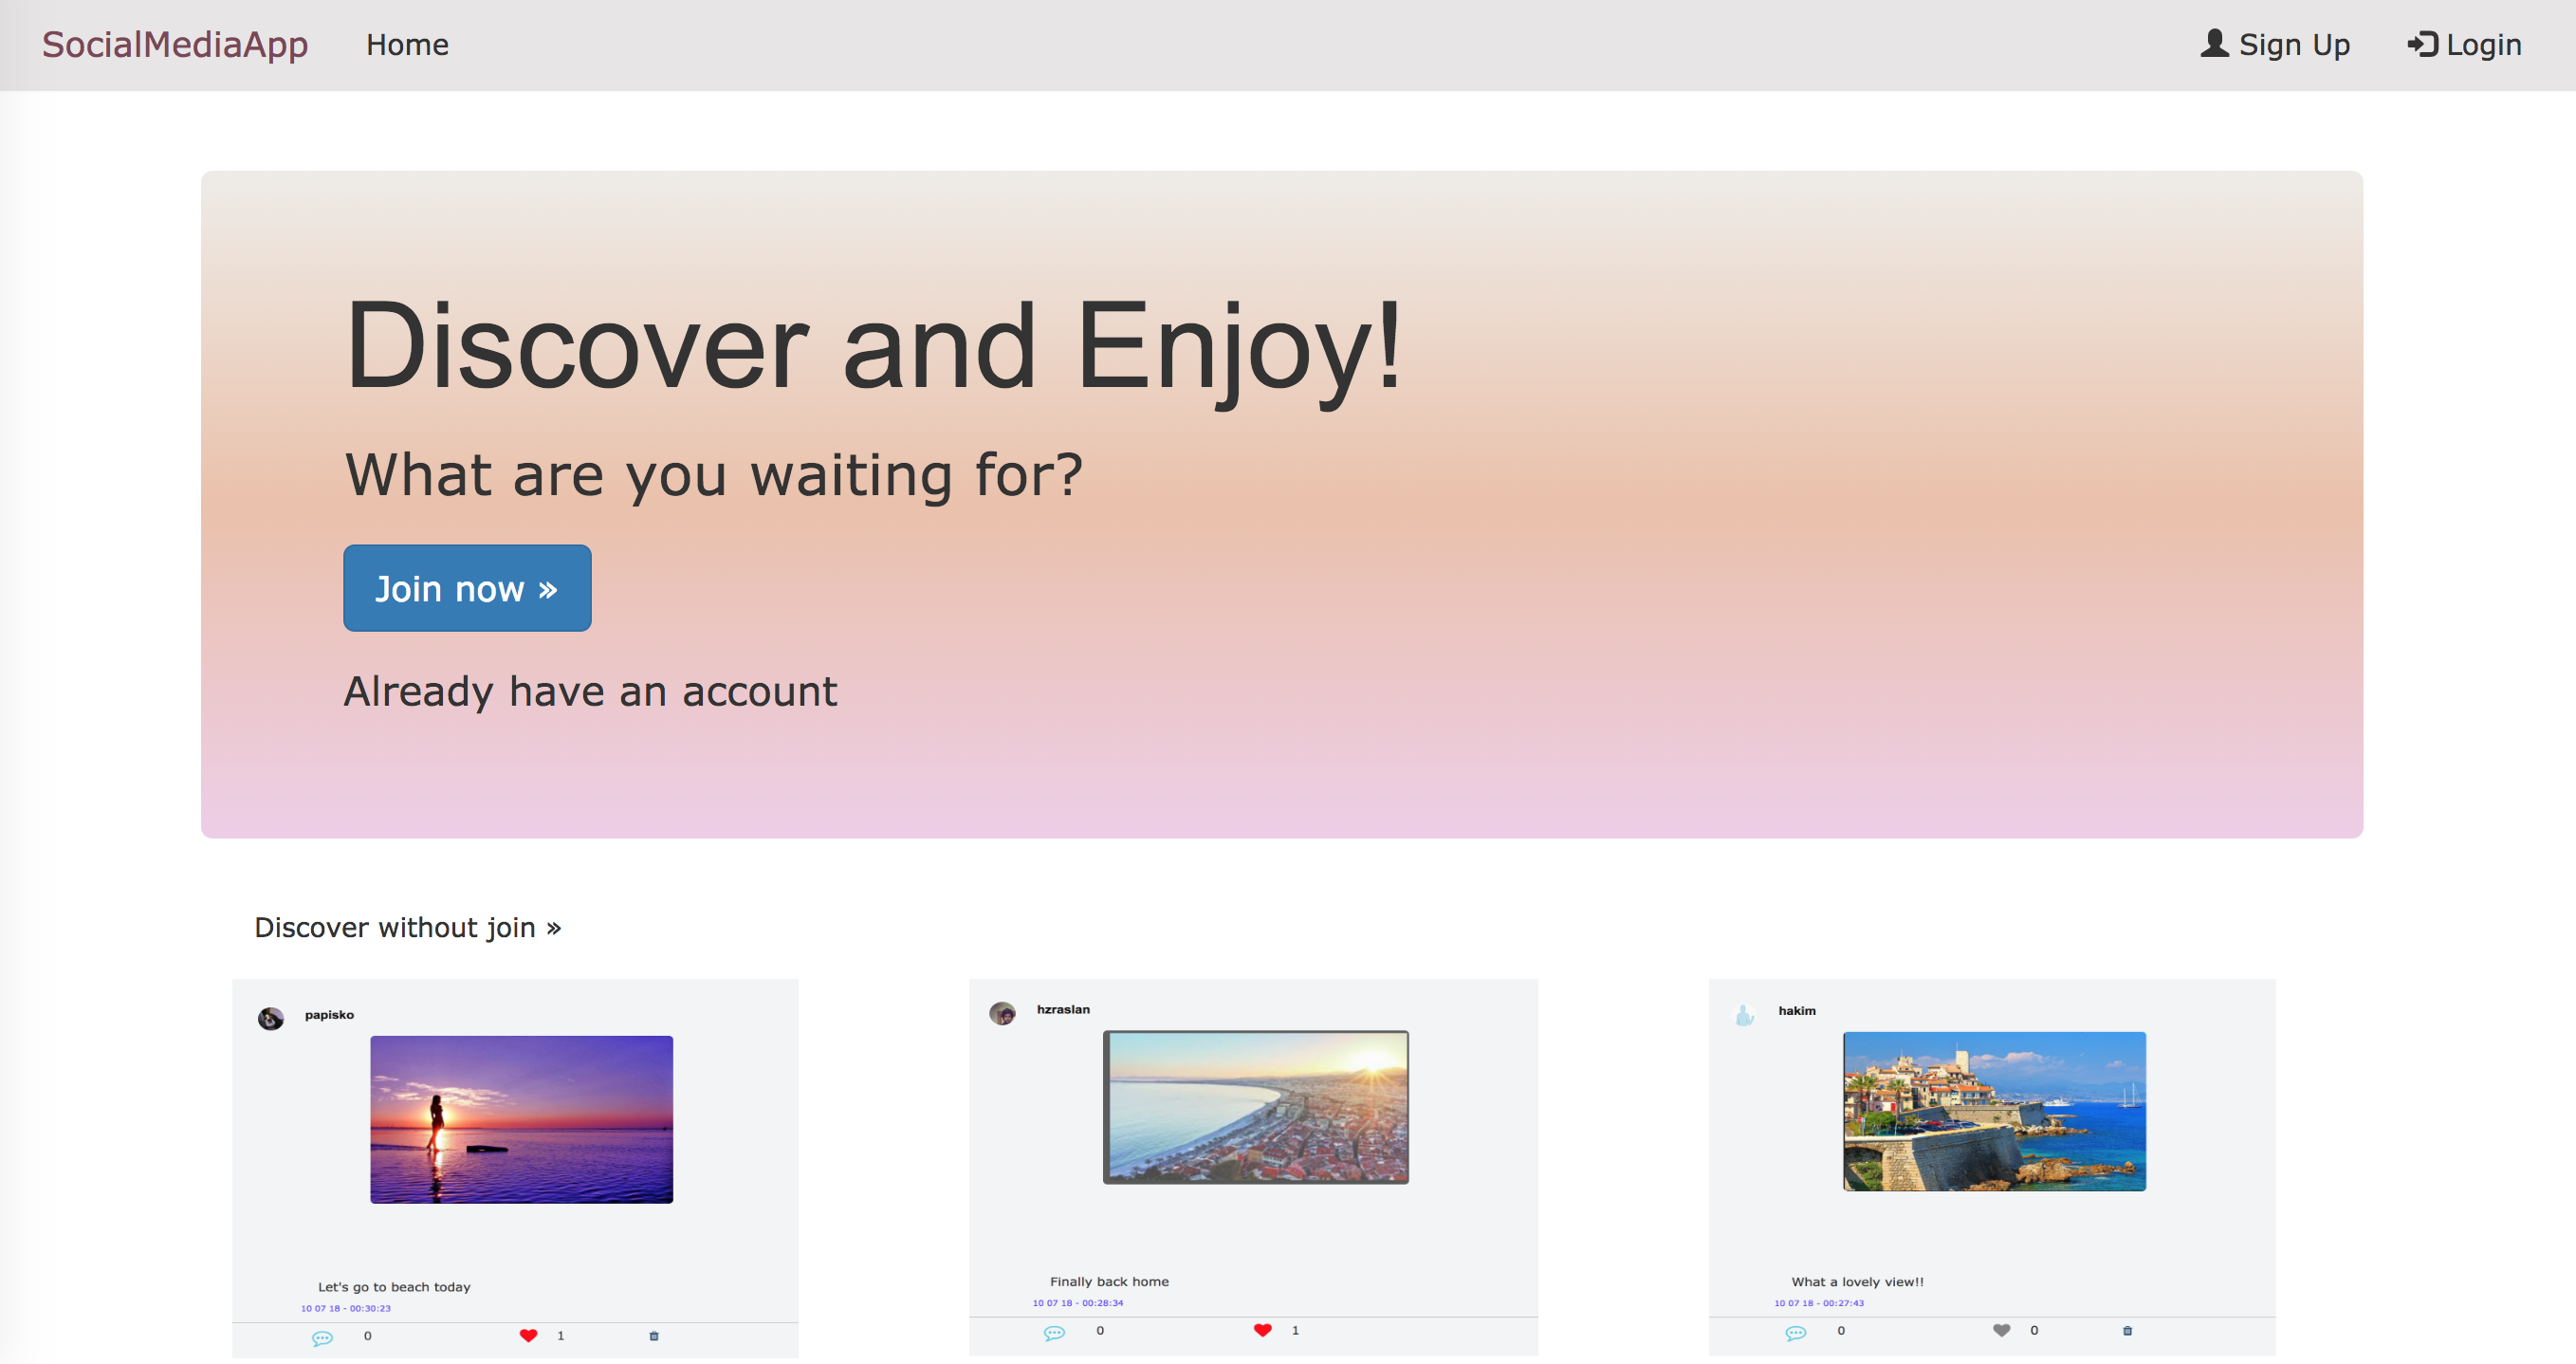 SocialMediaApp Home Sign Up Login
Discover and Enjoy!
What are you waiting for?
Join now »
Already have an account
Discover without join »
papisko
Let's go to beach today
10 07 18 - 00:30:23
0 1
hzraslan
Finally back home
10 07 18 - 00:28:34
0 1
hakim
What a lovely view!!
10 07 18 - 00:27:43
0 0